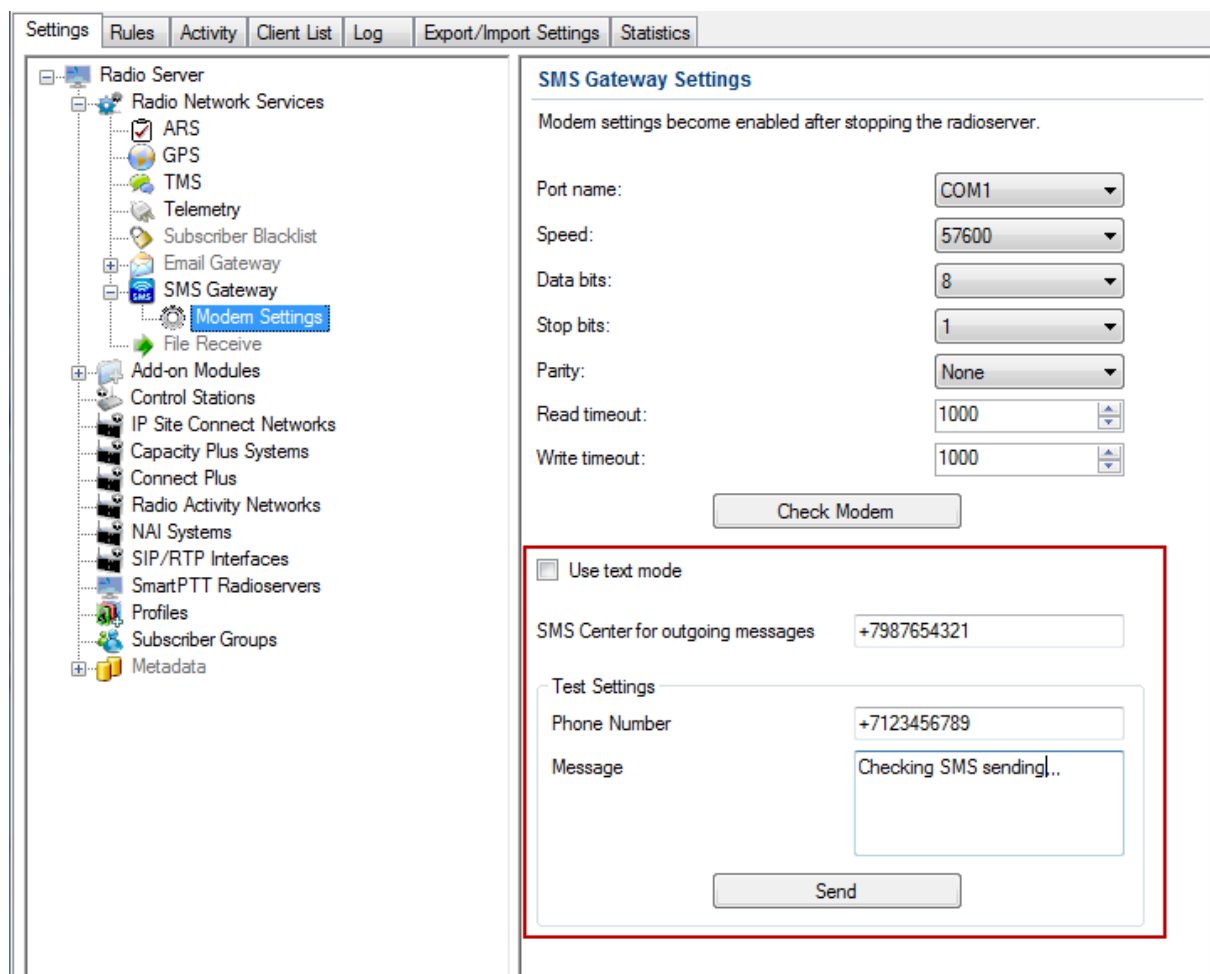 Settings Rules Activity Client List Log Export/Import Settings Statistics
Radio Server
Radio Network Services
ARS
GPS
TMS
Telemetry
Subscriber Blacklist
Email Gateway
SMS Gateway
Modem Settings
File Receive
Add-on Modules
Control Stations
IP Site Connect Networks
Capacity Plus Systems
Connect Plus
Radio Activity Networks
NAI Systems
SIP/RTP Interfaces
SmartPTT Radioservers
Profiles
Subscriber Groups
Metadata
SMS Gateway Settings
Modem settings become enabled after stopping the radioserver.
Port name: COM1
Speed: 57600
Data bits: 8
Stop bits: 1
Parity: None
Read timeout: 1000
Write timeout: 1000
Check Modem
Use text mode
SMS Center for outgoing messages +7987654321
Test Settings
Phone Number +7123456789
Message Checking SMS sending,,,
Send